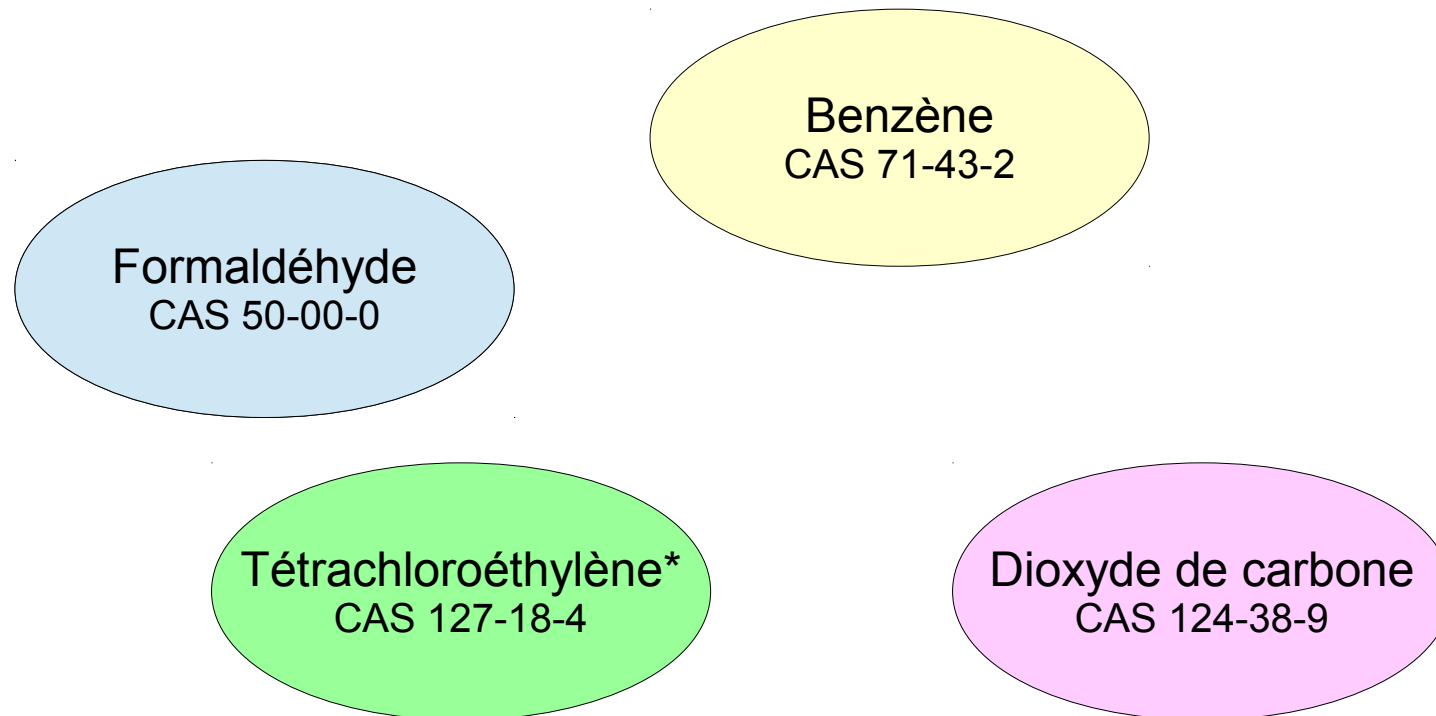 Benzène
CAS 71-43-2
Formaldéhyde
CAS 50-00-0
Tétrachloroéthylène*
CAS 127-18-4
Dioxyde de carbone
CAS 124-38-9